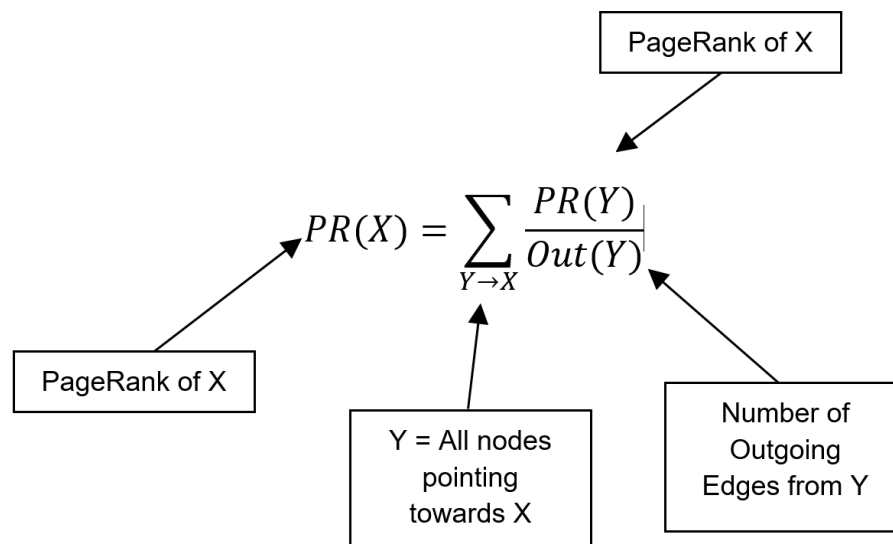 PageRank of X
PR(X) = ∑ PR(Y)
Y→X Out(Y)
PageRank of X
Y = All nodes
pointing
towards X
Number of
Outgoing
Edges from Y